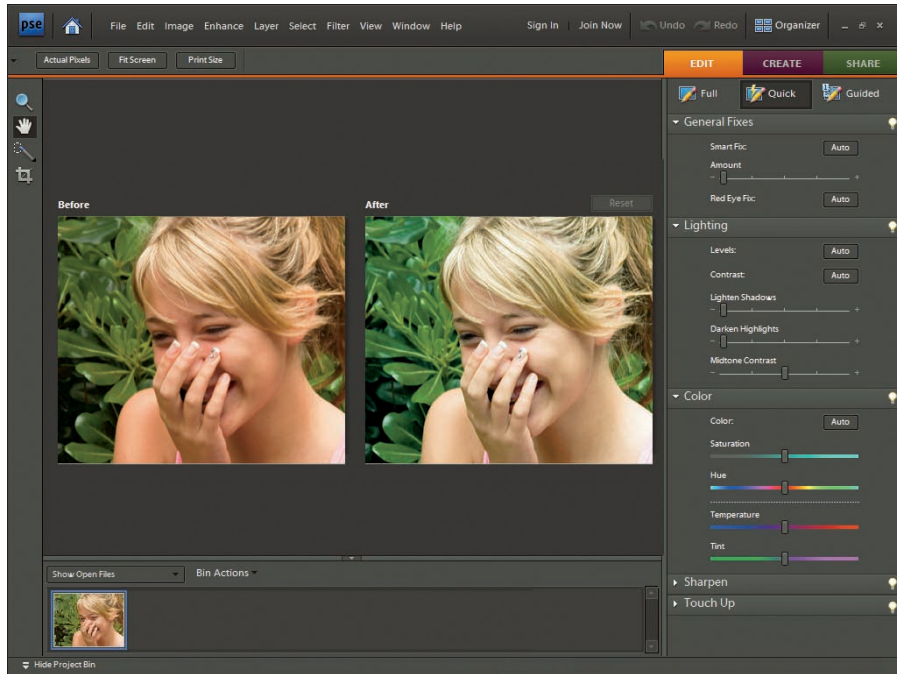 pse
File Edit Image Enhance Layer Select Filter View Window Help
Sign In
Join Now
Undo
Redo
Organizer
Actual Pixels
Fit Screen
Print Size
EDIT
CREATE
SHARE
Full
Quick
Guided
General Fixes
Smart Fix:
Auto
Amount
Red Eye Fix:
Auto
Lighting
Levels:
Auto
Contrast:
Auto
Lighten Shadows
Darken Highlights
Midtone Contrast
Color
Color:
Auto
Saturation
Hue
Temperature
Tint
Sharpen
Touch Up
Before
After
Reset
Show Open Files
Bin Actions
Hide Project Bin